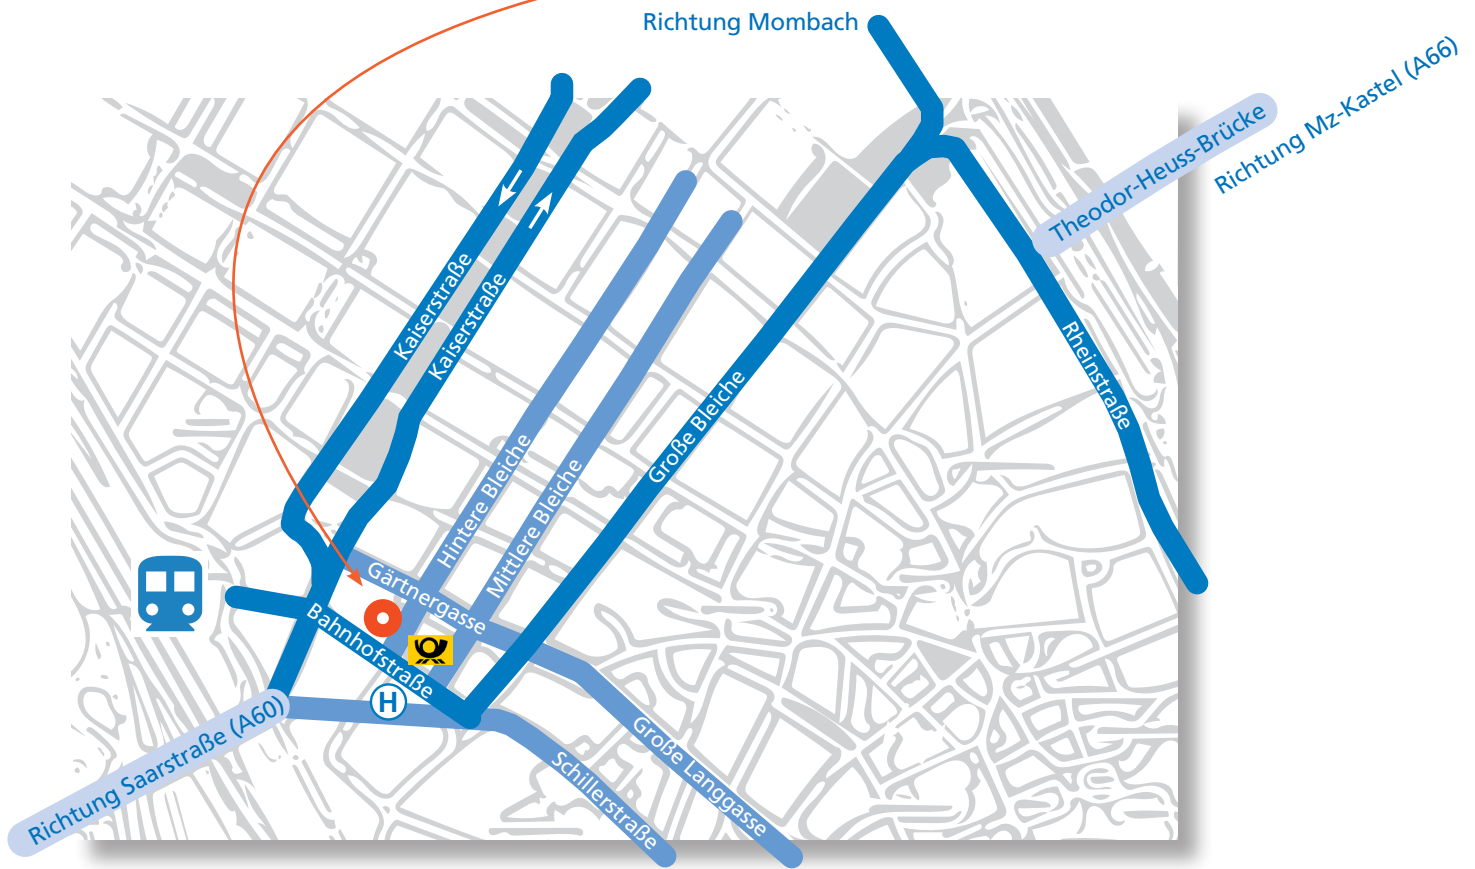 Richtung Mombach
Richtung Mz-Kastel (A66)
Theodor-Heuss-Brücke
Kaiserstraße
Kaiserstraße
Rheinstraße
Große Bleiche
Hintere Bleiche
Mittlere Bleiche
Gärtnergasse
Bahnhofstraße
H
Richtung Saarstraße (A60)
Große Langgasse
Schillerstraße